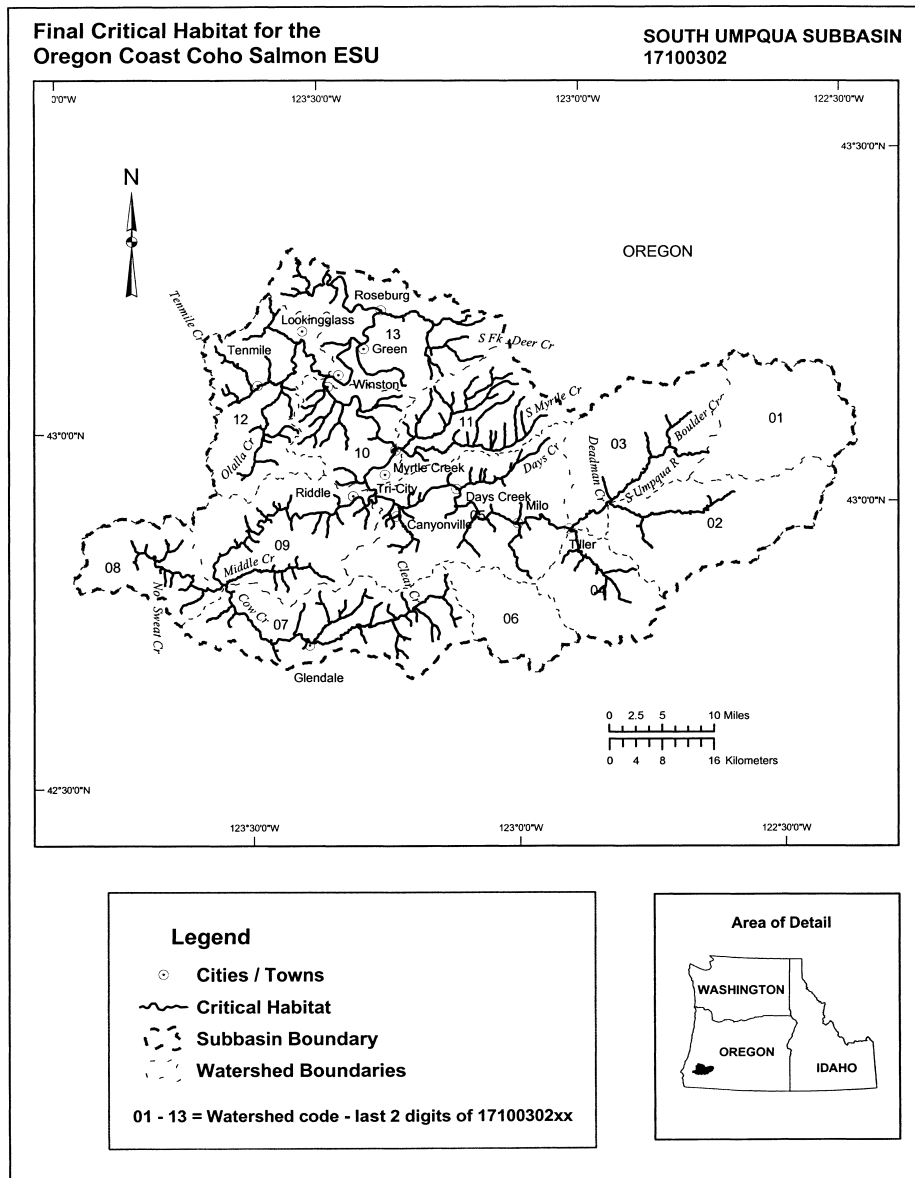 Final Critical Habitat for the
Oregon Coast Coho Salmon ESU
SOUTH UMPQUA SUBBASIN
17100302
0'0"W
123°30'0"W
123°0'0"W
122°30'0"W
43°30'0"N
N
OREGON
Tenmile Cr
Roseburg
Lookingglass
13
Green
S Fk Deer Cr
Tenmile
Winston
12
Olalla Cr
S Myrtle Cr
11
43°0'0"N
10
Myrtle Creek
Days Cr
Deadman Cr
03
Boulder Cr
01
S Umpqua R
43°0'0"N
Riddle
Tri-City
Days Creek
05
Milo
02
Canyonville
Tiller
09
Middle Cr
08
Clear Cr
04
06
Cow Cr
07
Glendale
0 2.5 5 10 Miles
0 4 8 16 Kilometers
42°30'0"N
123°30'0"W
123°0'0"W
122°30'0"W
Legend
Cities / Towns
Critical Habitat
Subbasin Boundary
Watershed Boundaries
01 - 13 = Watershed code - last 2 digits of 17100302xx
Area of Detail
WASHINGTON
OREGON
IDAHO